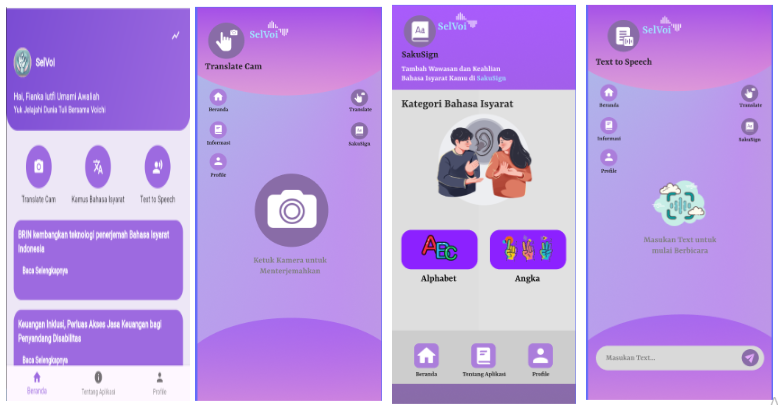 SelVoi
Hai, Fianka lutfi Umami Awaliah
Yuk Jelajohi Dunia Tuli Bersama Voichi
Translate Cam
Kamus Bahasa Isyarat
Text to Speech
BRIN kembangkan teknologi penerjemah Bahasa Isyarat
Indonesia
Baca Selengkapnya
Keuangan Inklusi, Perluas Akses Jasa Keuangan bagi
Penyandang Disabilitas
Baca Selengkapnya
Beranda
Tentang Aplikasi
Profile
SelVoi
Translate Cam
Beranda
Translate
Informasi
SakuSign
Profile
Ketuk Kamera untuk
Menterjemahkan
Aa
SelVoi
SakuSign
Tambah Wawasan dan Keahlian
Bahasa Isyarat Kamu di SakuSign
Kategori Bahasa Isyarat
ABC
Alphabet
Angka
Beranda
Tentang Aplikasi
Profile
SelVoi
Text to Speech
Beranda
Translate
Informasi
SakuSign
Profile
Masukan Text untuk
mulai Berbicara
Masukan Text...